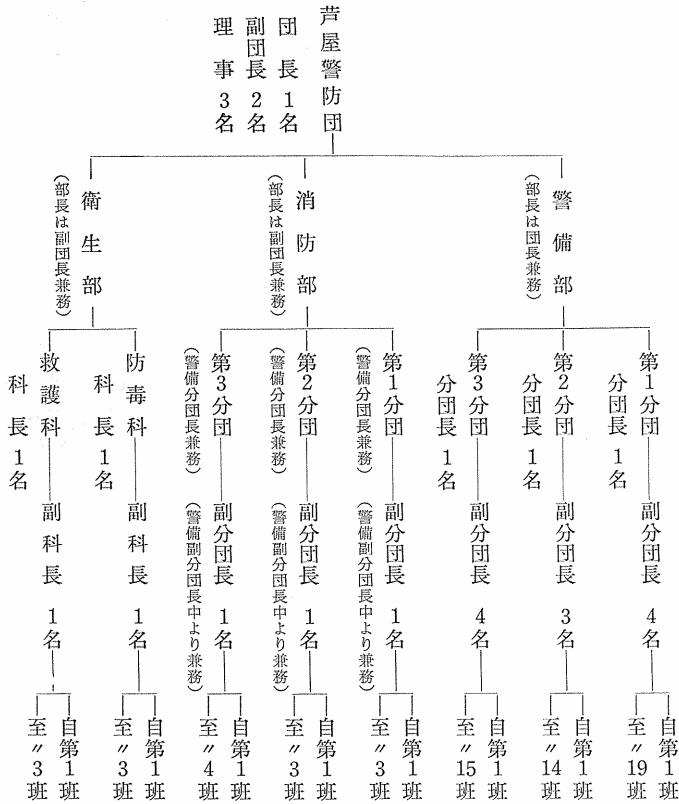 芦屋警防団
団長1名
副団長2名
理事3名
警備部
(部長は団長兼務)
第1分団
分団長1名
副分団長4名
自第1班
至〃19班
第2分団
分団長1名
副分団長3名
自第1班
至〃14班
第3分団
分団長1名
副分団長4名
自第1班
至〃15班
消防部
(部長は副団長兼務)
第1分団
(警備分団長兼務)
副分団長1名
(警備副分団長中より兼務)
自第1班
至〃3班
第2分団
(警備分団長兼務)
副分団長1名
(警備副分団長中より兼務)
自第1班
至〃3班
第3分団
(警備分団長兼務)
副分団長1名
(警備副分団長中より兼務)
自第1班
至〃4班
衛生部
(部長は副団長兼務)
防毒科
科長1名
副科長1名
自第1班
至〃3班
救護科
科長1名
副科長1名
自第1班
至〃3班